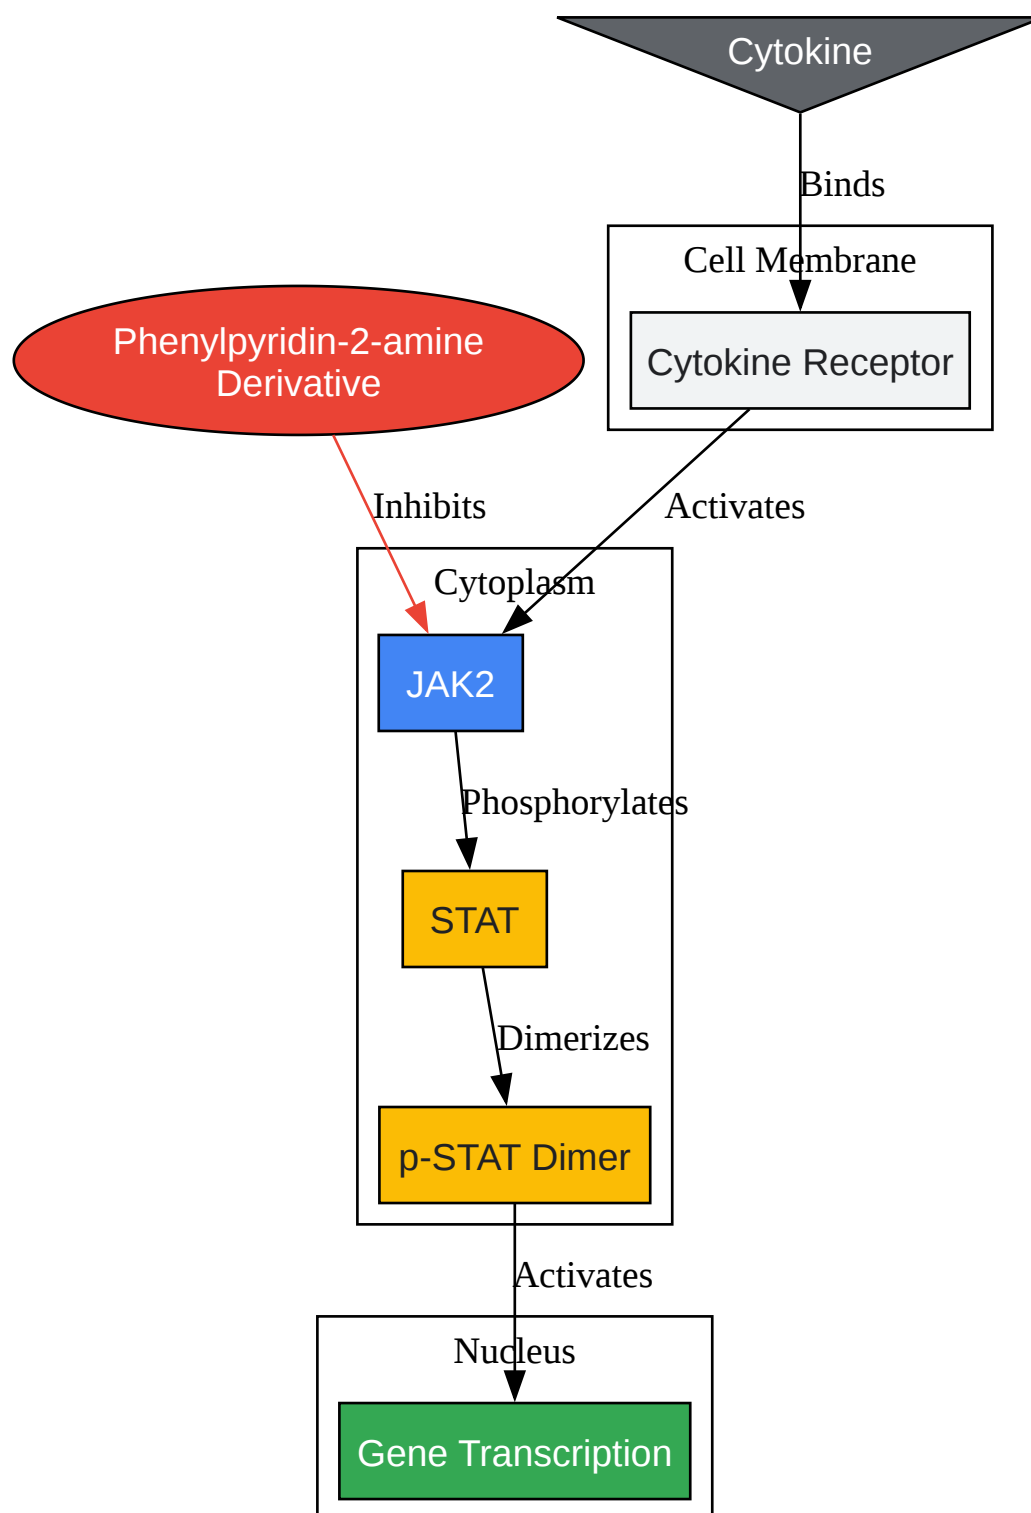 Cytokine
Binds
Cell Membrane
Cytokine Receptor
Phenylpyridin-2-amine
Derivative
Inhibits
Activates
Cytoplasm
JAK2
Phosphorylates
STAT
Dimerizes
p-STAT Dimer
Activates
Nucleus
Gene Transcription